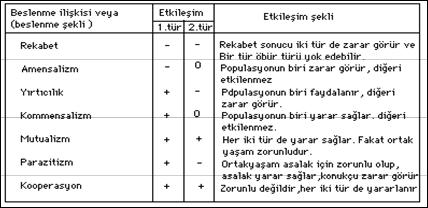 Beslenme ilişkisi veya
(beslenme şekli )
Etkileşim
1.tür 2.tür
Etkileşim şekli
Rekabet - - Rekabet sonucu iki tür de zarar görür ve
Bir tür öbür türü yok edebilir.
Amensalizm - 0 Populasyonun biri zarar görür, diğeri
etkilenmez
Yırtıcılık + - Pdpulasyonun biri faydalanır, diğeri
zarar görür.
Kommensalizm + 0 Populasyonun biri yarar sağlar. diğeri
etkilenmez.
Mutualizm + + Her iki tür de yarar sağlar. Fakat ortak
yaşam zorunludur.
Parazitizm + - Ortakyaşam asalak için zorunlu olup,
asalak yarar sağlar,konukçu zarar görür
Kooperasyon + + Zorunlu değildir,her iki tür de yararlanır